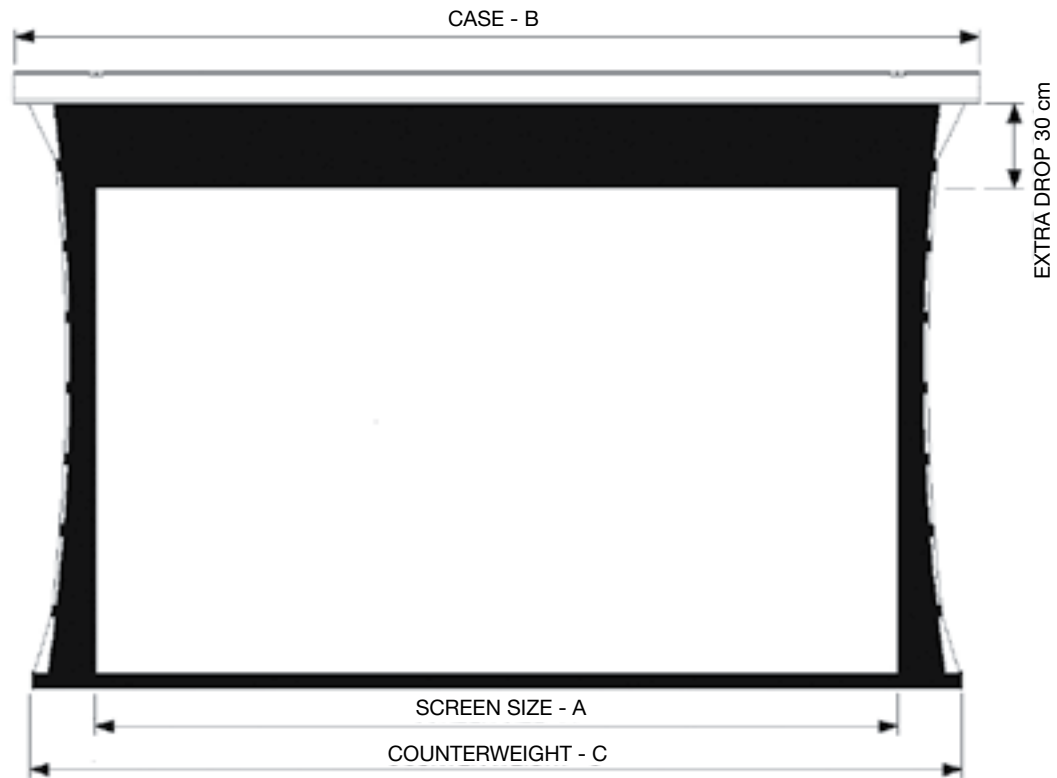 CASE - B
EXTRA DROP 30 cm
SCREEN SIZE - A
COUNTERWEIGHT - C